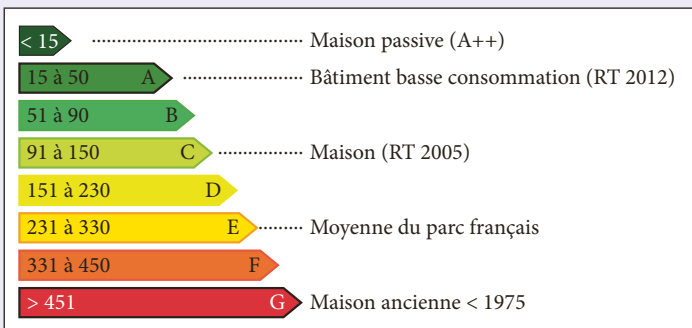 < 15 Maison passive (A++)
15 à 50 A Bâtiment basse consommation (RT 2012)
51 à 90 B
91 à 150 C Maison (RT 2005)
151 à 230 D
231 à 330 E Moyenne du parc français
331 à 450 F
> 451 G Maison ancienne < 1975